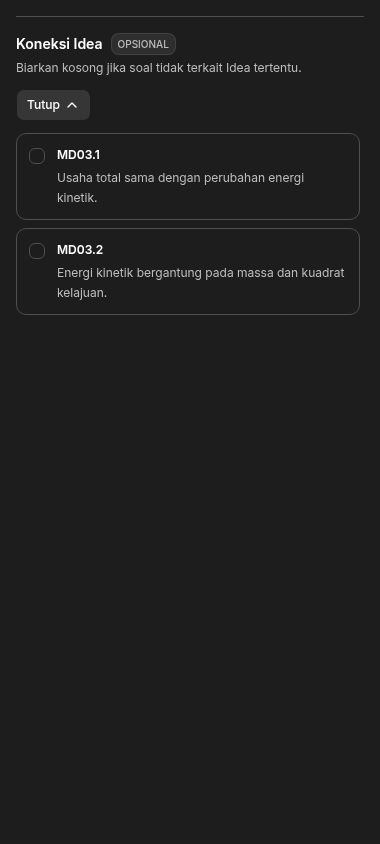 Koneksi Idea OPSIONAL
Biarkan kosong jika soal tidak terkait Idea tertentu.
Tutup
MD03.1
Usaha total sama dengan perubahan energi
kinetik.
MD03.2
Energi kinetik bergantung pada massa dan kuadrat
kelajuan.